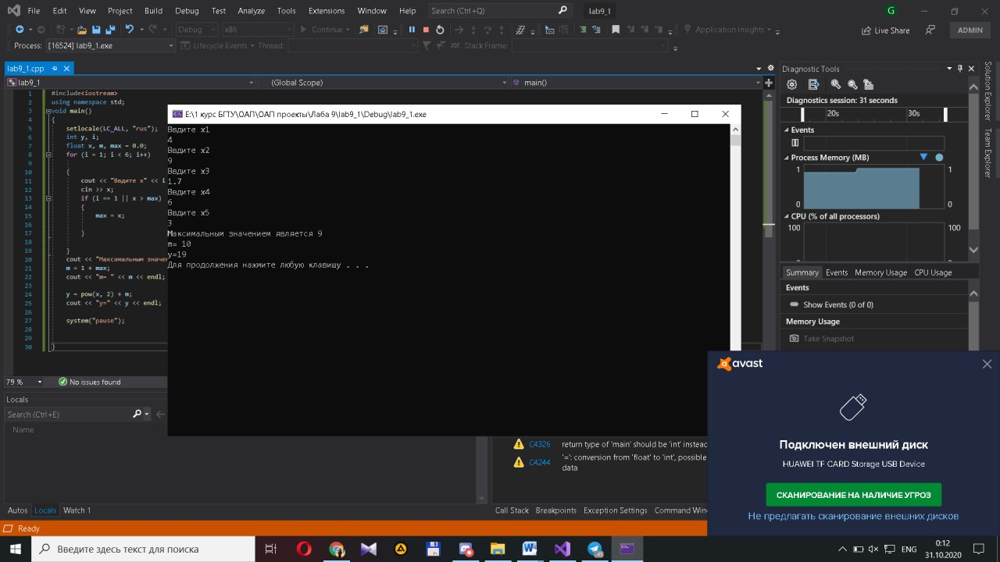 File Edit View Project Build Debug Test Analyze Tools Extensions Window Help Search (Ctrl+Q) lab9_1 G
Debug x86 Continue Application Insights Live Share ADMIN
Process: [16524] lab9_1.exe Lifecycle Events Thread: Stack Frame:
lab9_1.cpp
lab9_1 (Global Scope) main()
1 #include<iostream>
2 using namespace std;
3 void main()
4 {
5 setlocale(LC_ALL, "rus");
6 int y, i;
7 float x, m, max = 0.0;
8 for (i = 1; i < 6; i++)
9
10 {
11 cout << "Ввдите x" << i
12 cin >> x;
13 if (i == 1 || x > max)
14 {
15 max = x;
16
17 }
18
19 }
20 cout << "Максимальным значе
21 m = 1 + max;
22 cout << "m= " << m << endl;
23
24 y = pow(x, 2) + m;
25 cout << "y=" << y << endl;
26
27 system("pause");
28
29
30 }
79 % No issues found
E:\1 курс БГТУ\ОАП\ОАП проекты\Лаба 9\lab9_1\Debug\lab9_1.exe
Ввдите x1
4
Ввдите x2
9
Ввдите x3
1.7
Ввдите x4
6
Ввдите x5
3
Максимальным значением является 9
m= 10
y=19
Для продолжения нажмите любую клавишу . . .
Diagnostic Tools
Diagnostics session: 31 seconds
20s 30s
Events
Process Memory (MB)
1 1
0 0
CPU (% of all processors)
100 100
Summary Events Memory Usage CPU Usage
Events
Show Events (0 of 0)
Memory Usage
Take Snapshot
Solution Explorer
Team Explorer
Locals
Search (Ctrl+E)
Name
Autos Locals Watch 1
C4326 return type of 'main' should be 'int' instead
C4244 '=': conversion from 'float' to 'int', possible
data
Call Stack Breakpoints Exception Settings Command Win
avast
Подключен внешний диск
HUAWEI TF CARD Storage USB Device
СКАНИРОВАНИЕ НА НАЛИЧИЕ УГРОЗ
Не предлагать сканирование внешних дисков
Ready
Введите здесь текст для поиска
ENG
0:12
31.10.2020